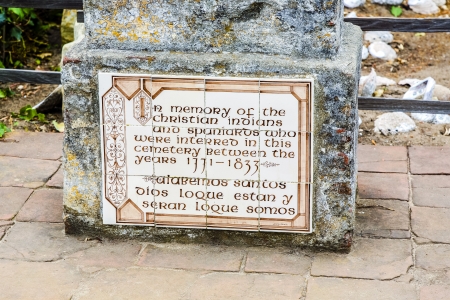 In memory of the
Christian Indians
and Spaniards who
were interred in this
cemetery between the
years 1771-1833
alabemos santos
dios loque estan y
seran loque somos